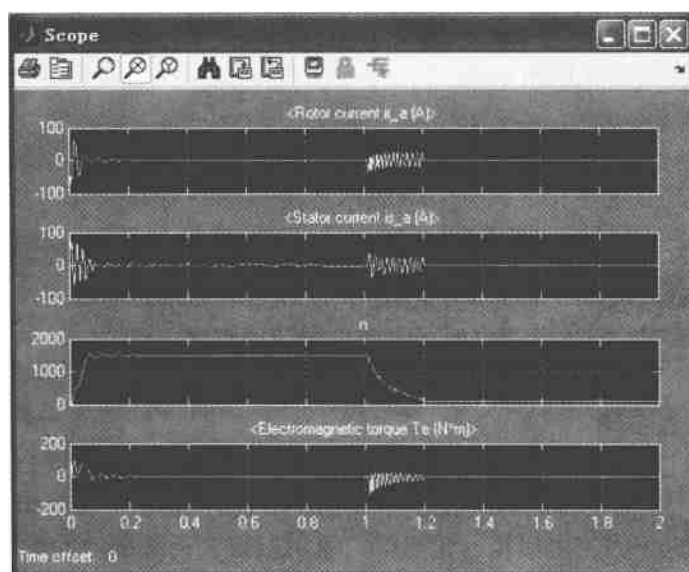 Scope
<Rotor current ir_a (A)>
100
0
-100
<Stator current is_a (A)>
100
0
-100
n
2000
1000
0
<Electromagnetic torque Te (N*m)>
200
0
-200
0 0.2 0.4 0.6 0.8 1 1.2 1.4 1.6 1.8 2
Time offset: 0